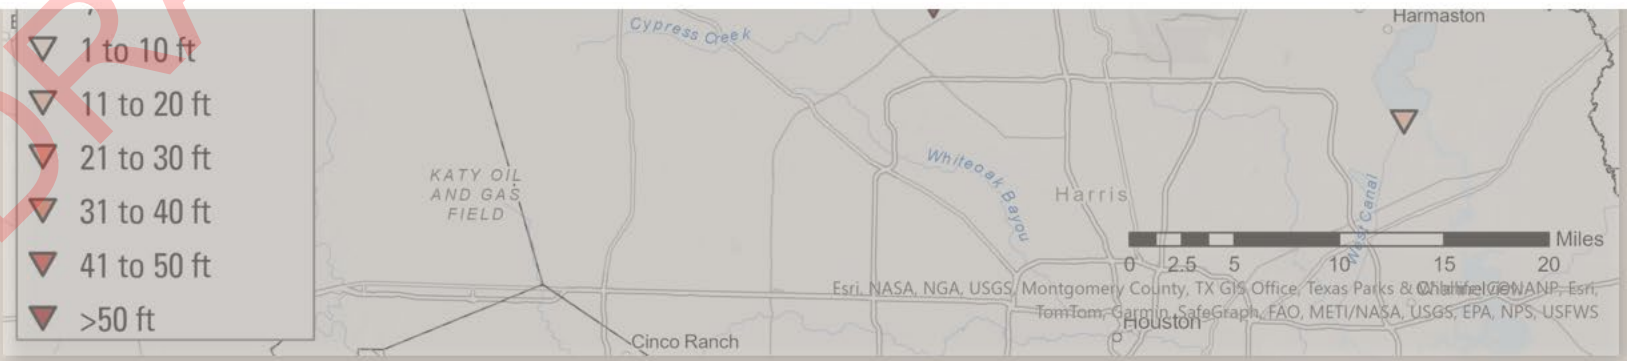 Harmaston
Cypress Creek
1 to 10 ft
11 to 20 ft
21 to 30 ft
31 to 40 ft
41 to 50 ft
>50 ft
KATY OIL
AND GAS
FIELD
Whiteoak Bayou
Harris
West Canal
Miles
0 2.5 5 10 15 20
Esri, NASA, NGA, USGS, Montgomery County, TX GIS Office, Texas Parks &
TomTom, Garmin, SafeGraph, FAO, METI/NASA, USGS, EPA, NPS, USFWS
Houston
Cinco Ranch